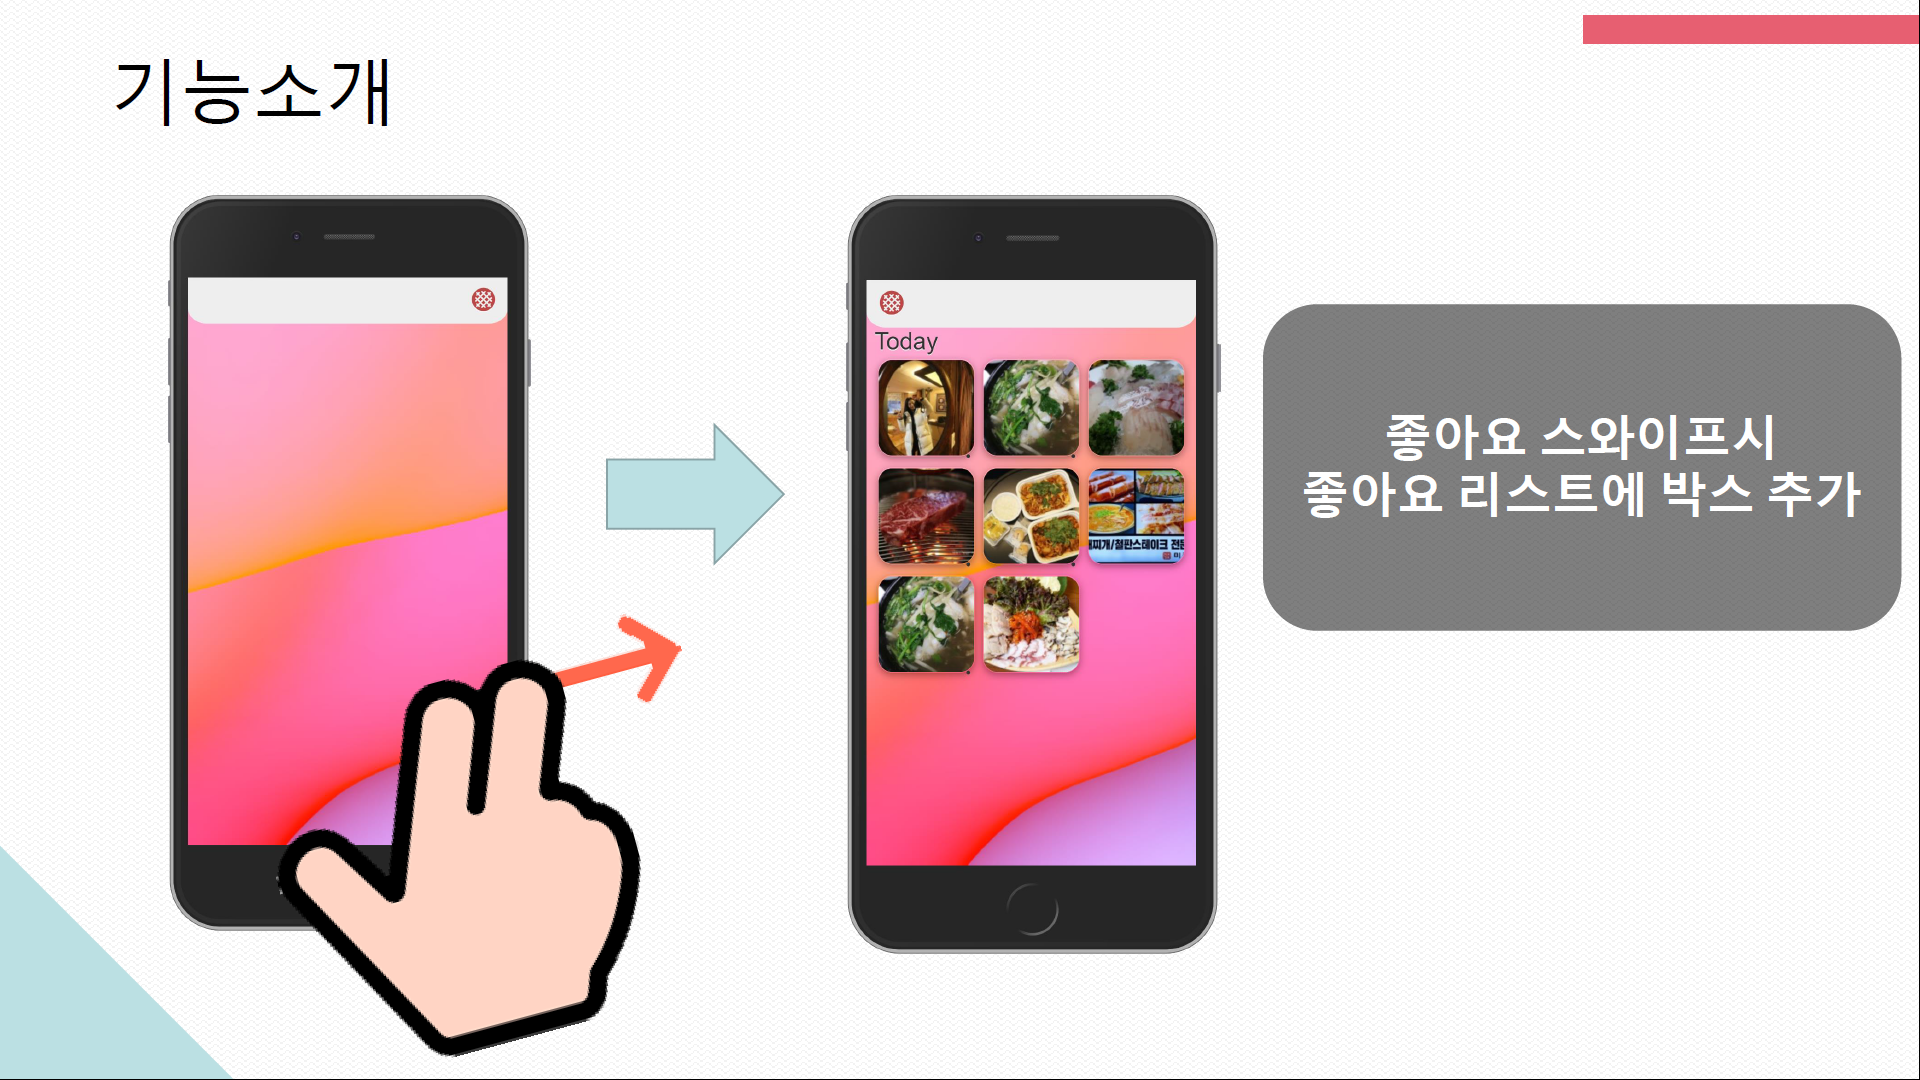 기능소개
Today
찌개/철판스테이크 전문
좋아요 스와이프시
좋아요 리스트에 박스 추가